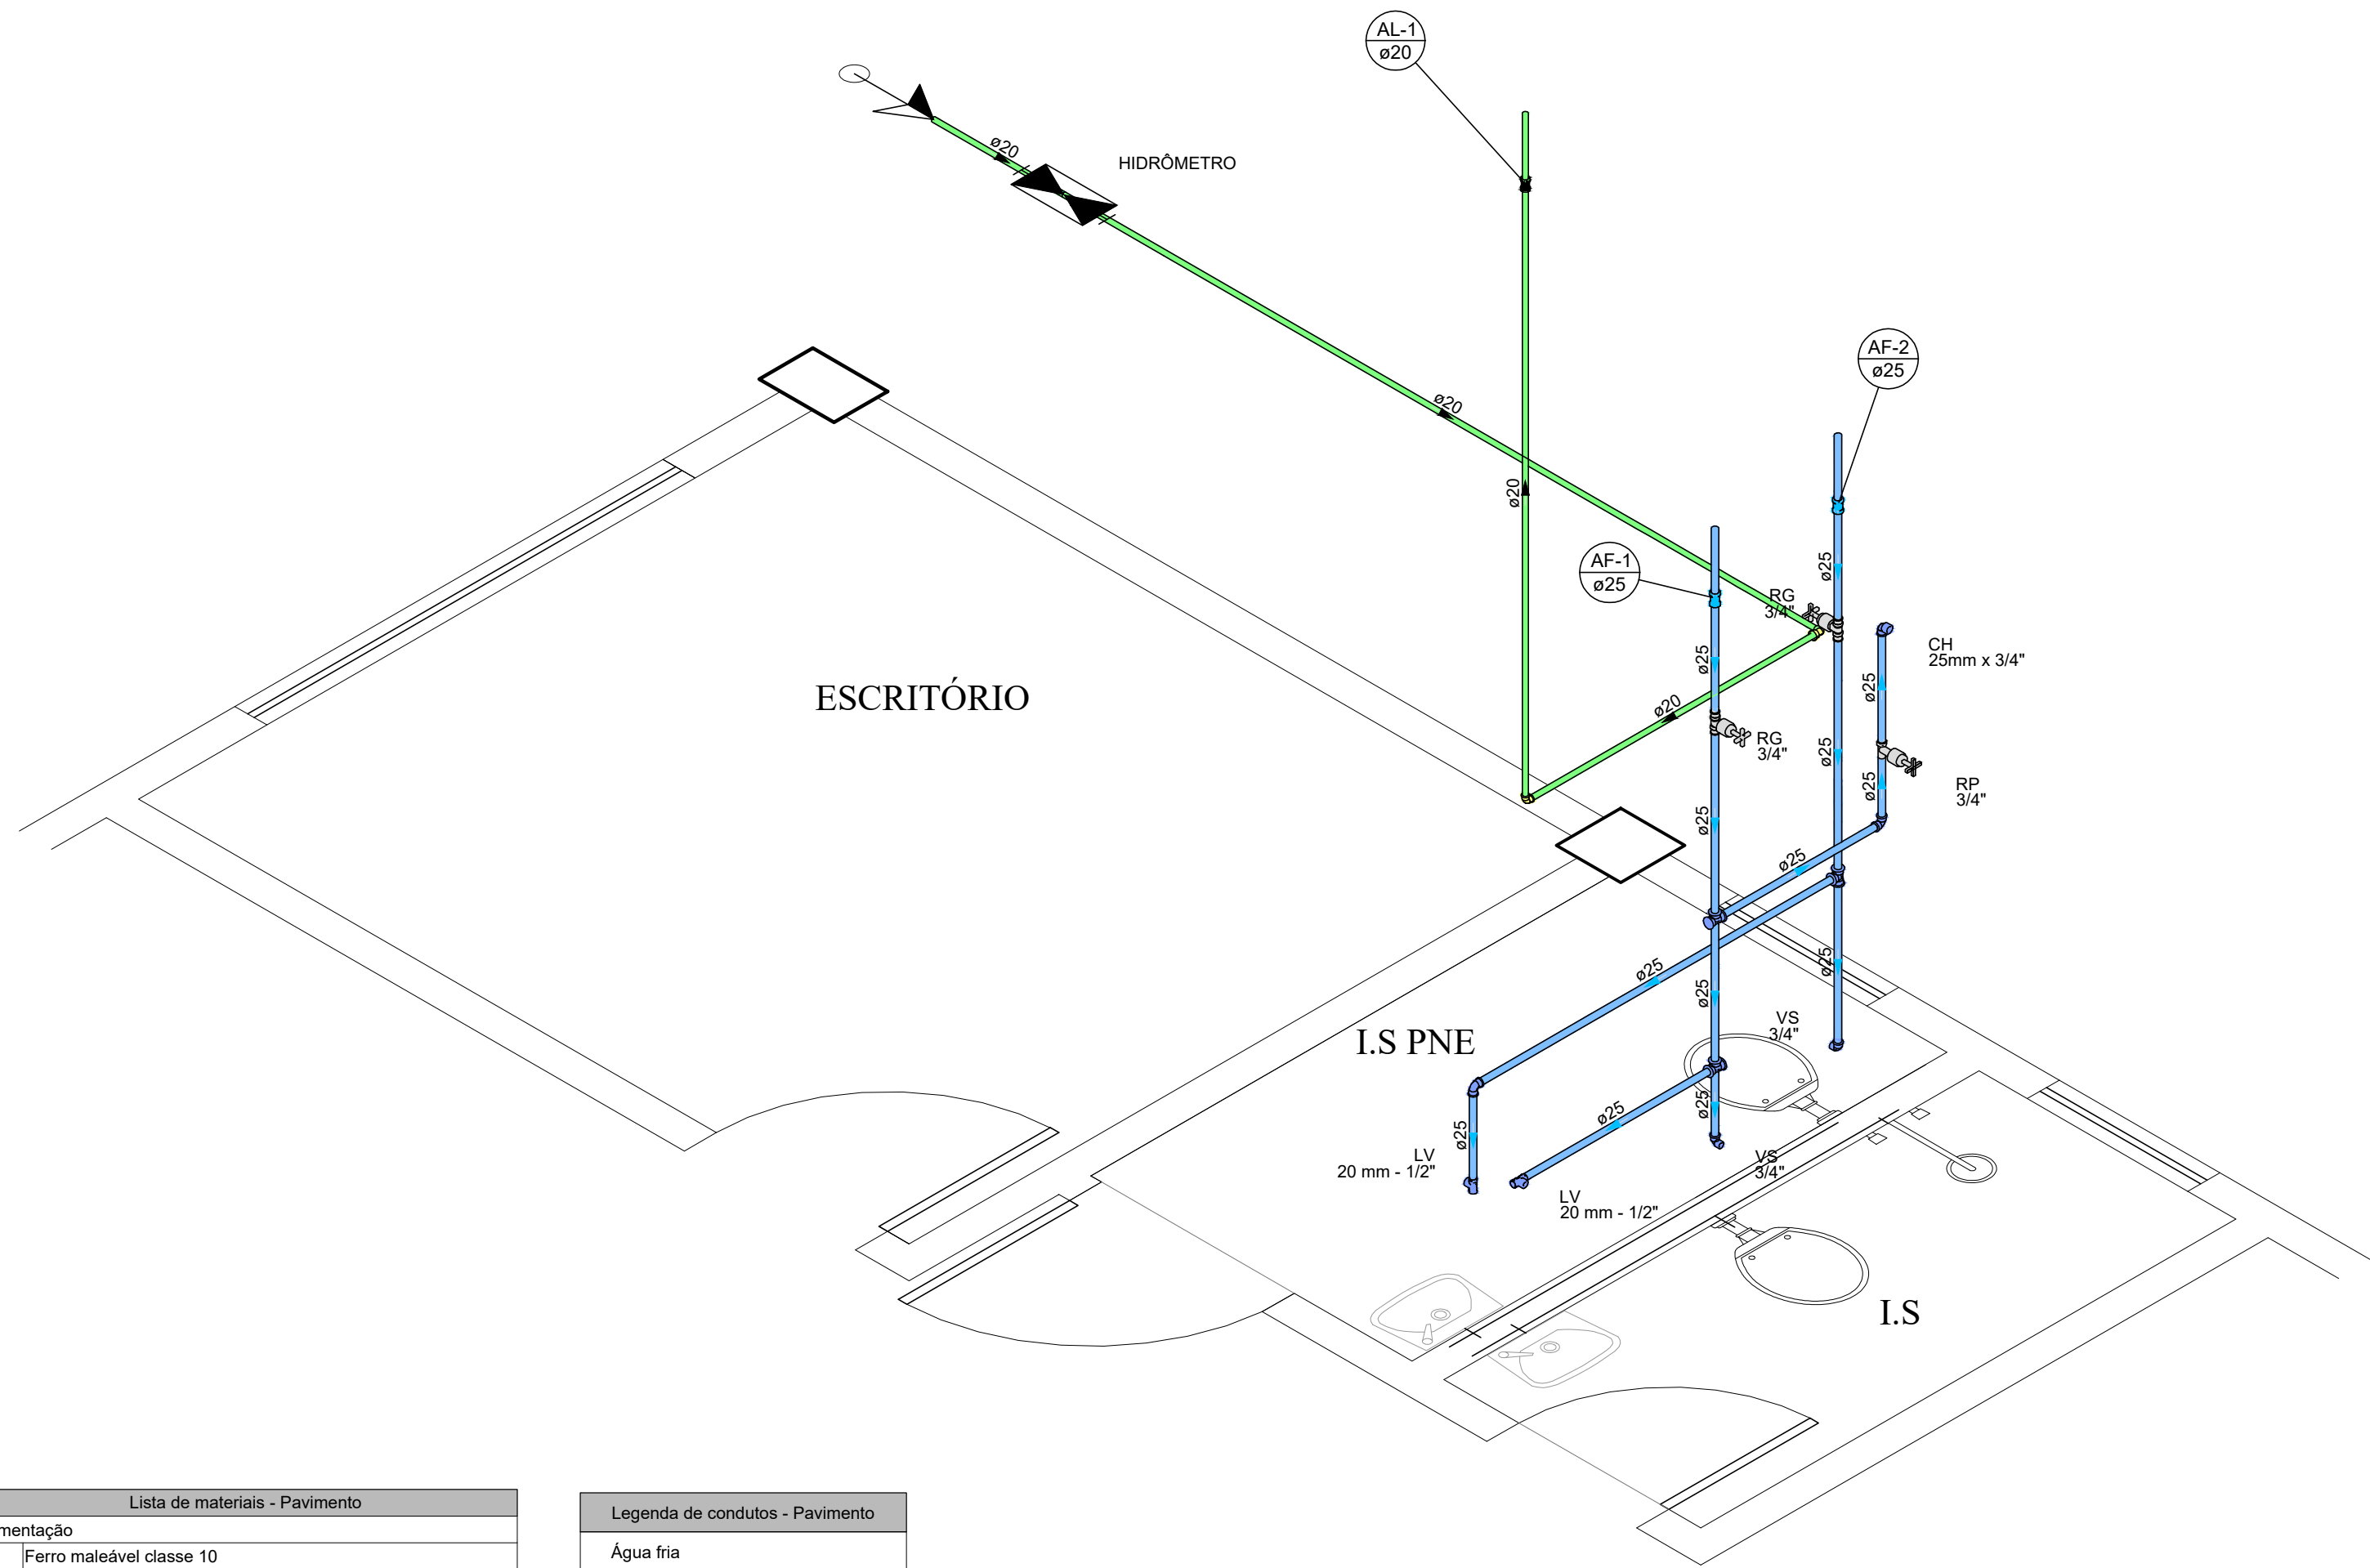 AL-1
ø20
ø20
HIDRÔMETRO
AF-2
ø25
ø20
ø20
AF-1
ø25
ø25
RG
3/4"
CH
25mm x 3/4"
ø25
ø25
ESCRITÓRIO
ø20
RG
3/4"
ø25
ø25
RP
3/4"
ø25
ø25
ø25
ø25
ø25
VS
3/4"
I.S PNE
ø25
ø25
ø25
LV
20 mm - 1/2"
VS
3/4"
LV
20 mm - 1/2"
I.S
Lista de materiais - Pavimento
mentação
Ferro maleável classe 10
Legenda de condutos - Pavimento
Água fria